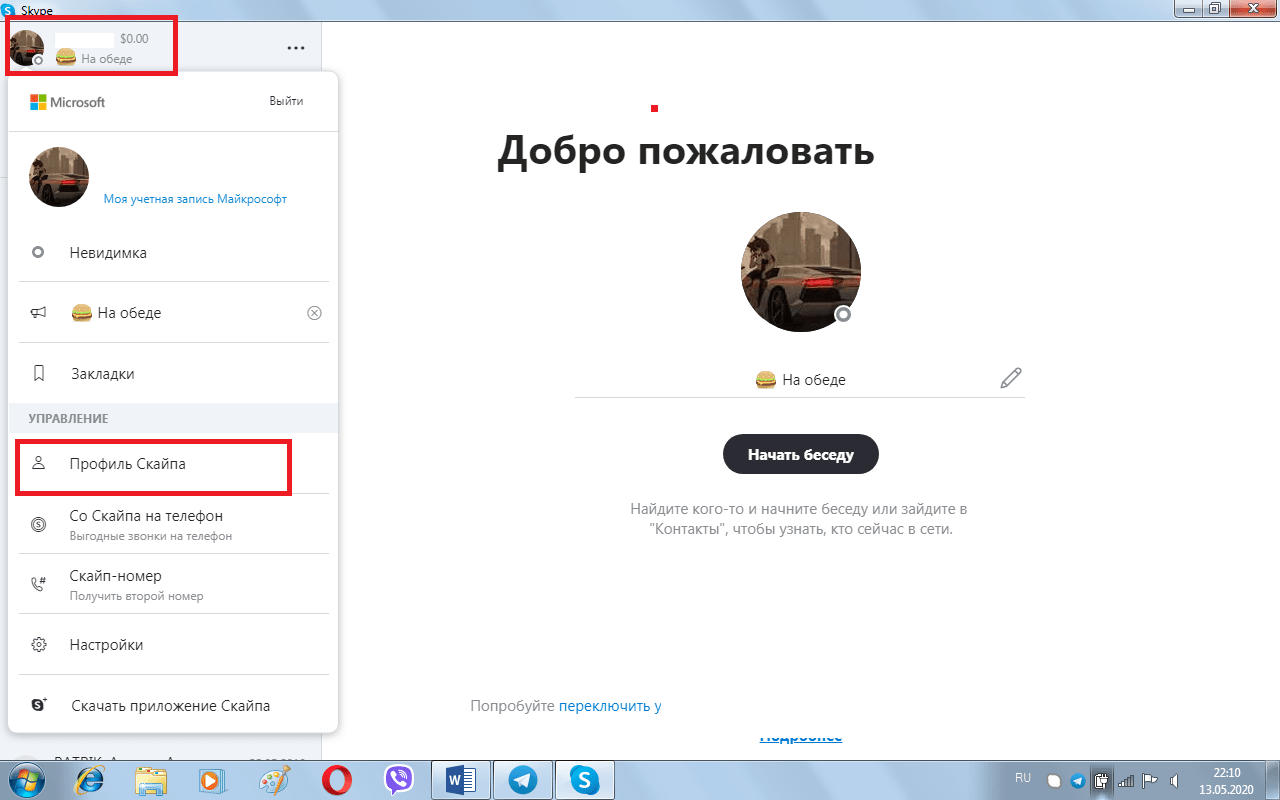 Skype
$0.00
На обеде
Microsoft
Выйти
Моя учетная запись Майкрософт
Невидимка
На обеде
Закладки
УПРАВЛЕНИЕ
Профиль Скайпа
Со Скайпа на телефон
Выгодные звонки на телефон
Скайп-номер
Получить второй номер
Настройки
Скачать приложение Скайпа
Добро пожаловать
На обеде
Начать беседу
Найдите кого-то и начните беседу или зайдите в
"Контакты", чтобы узнать, кто сейчас в сети.
Попробуйте переключить у
Подробнее
RU
22:10
13.05.2020